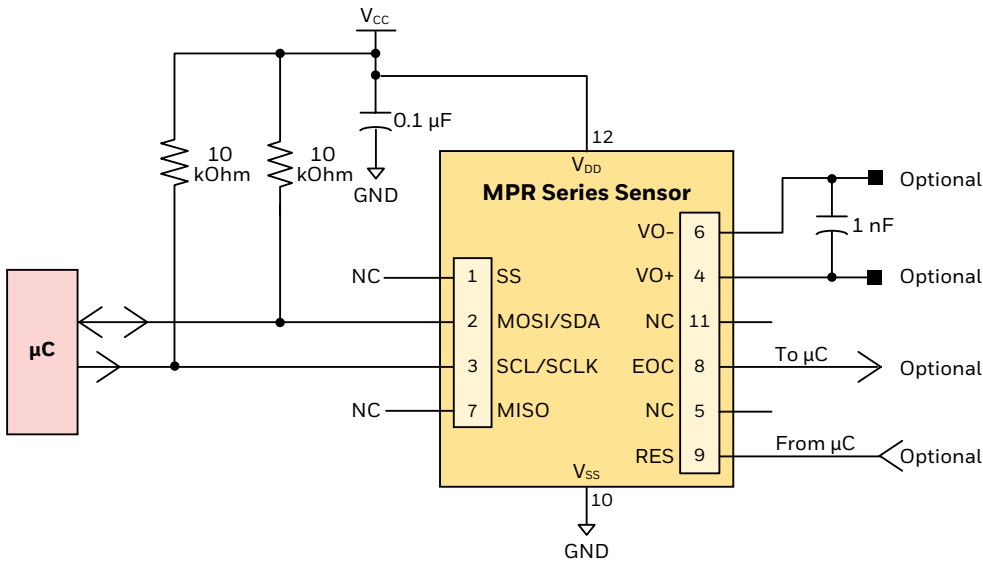 VCC
10
kOhm
10
kOhm
0.1 µF
GND
12
VDD
MPR Series Sensor
VO- 6
Optional
1 nF
NC 1 SS
VO+ 4
Optional
µC
2 MOSI/SDA
NC 11
3 SCL/SCLK
EOC 8
To µC
Optional
NC 7 MISO
NC 5
RES 9
From µC
Optional
VSS
10
GND